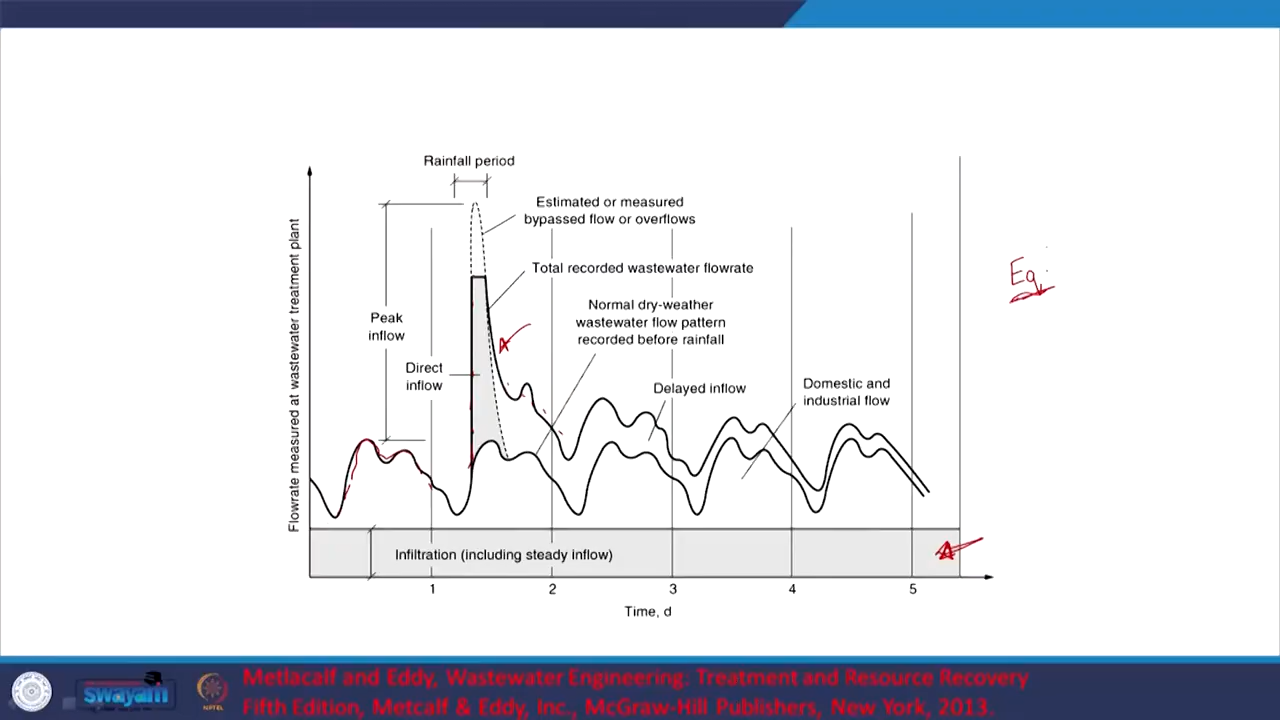 Rainfall period
Estimated or measured
bypassed flow or overflows
Total recorded wastewater flowrate
Normal dry-weather
wastewater flow pattern
recorded before rainfall
Peak
inflow
Direct
inflow
Delayed inflow
Domestic and
industrial flow
Flowrate measured at wastewater treatment plant
Infiltration (including steady inflow)
1 2 3 4 5
Time, d
Eg:
swayam
NPTEL
Metlacalf and Eddy, Wastewater Engineering: Treatment and Resource Recovery
Fifth Edition, Metcalf & Eddy, Inc., McGraw-Hill Publishers, New York, 2013.